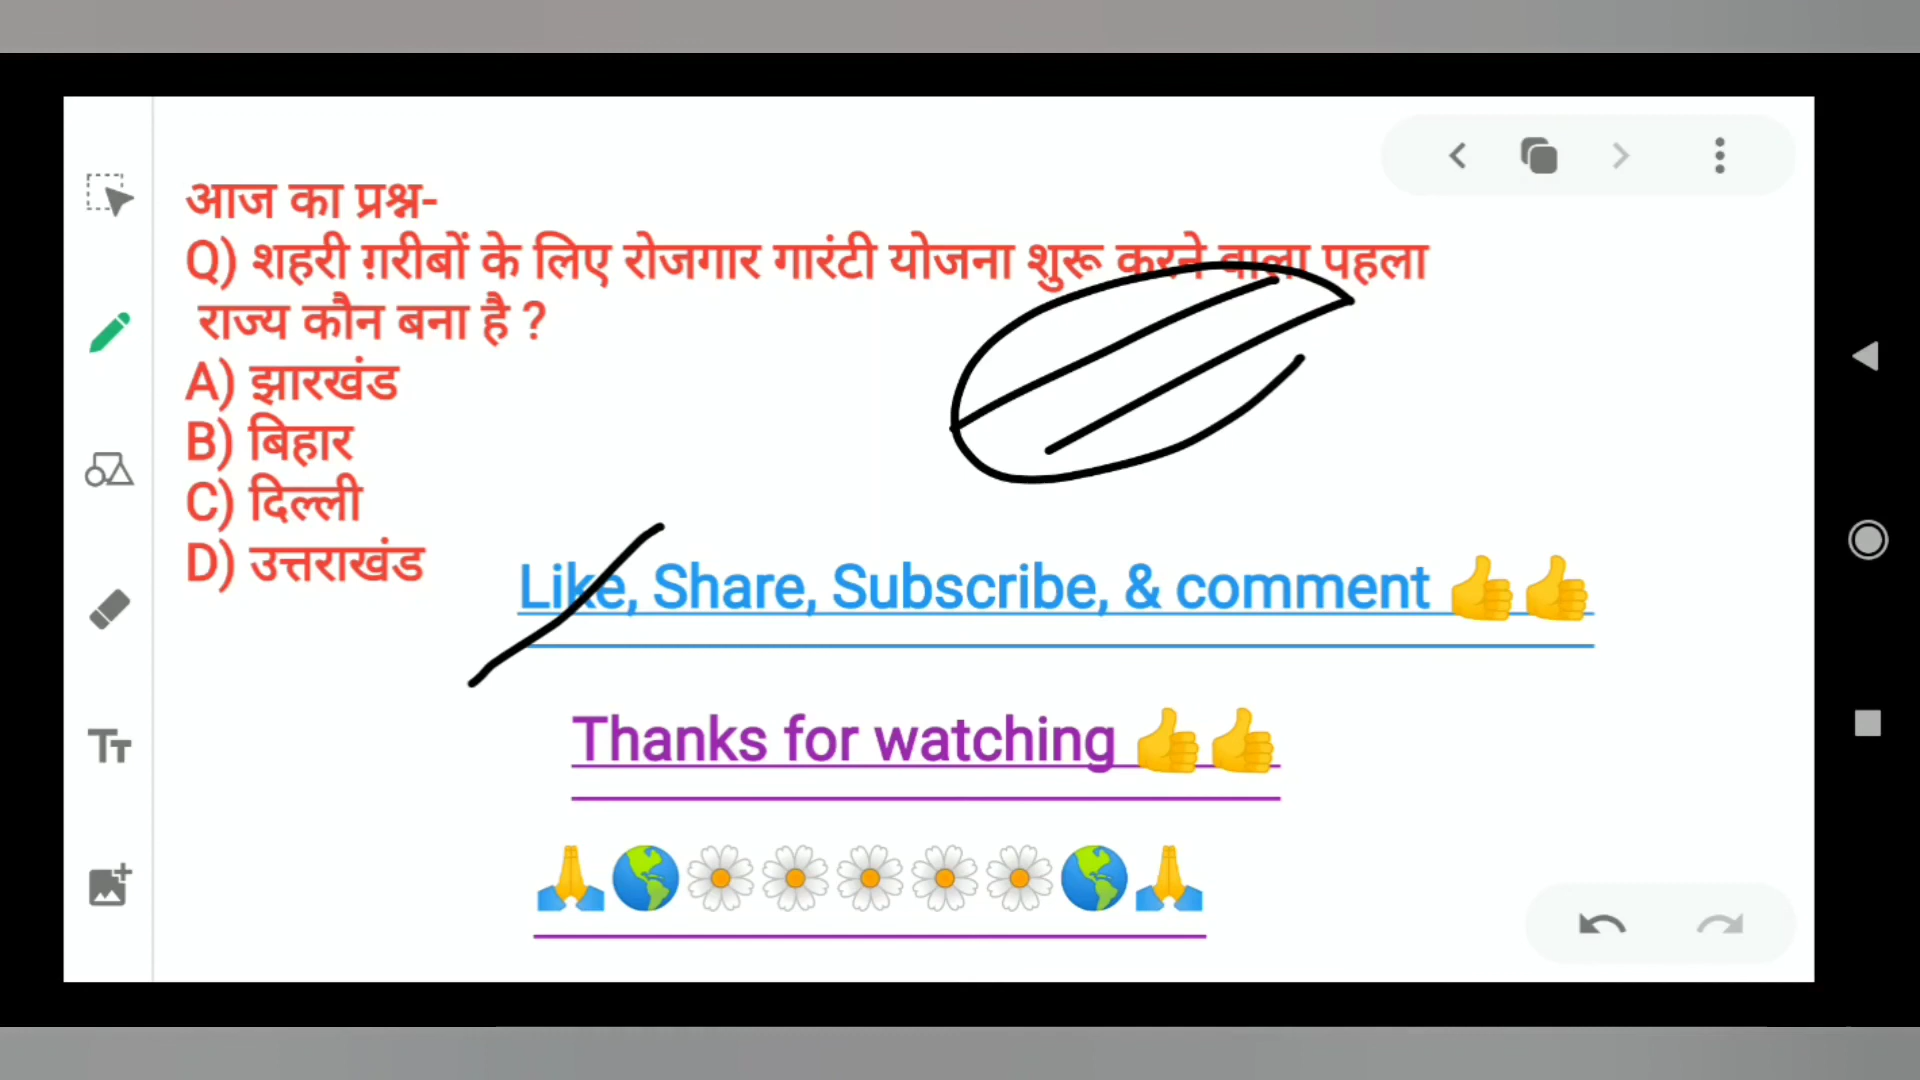 आज का प्रश्न-
Q) शहरी ग़रीबों के लिए रोजगार गारंटी योजना शुरू करने वाला पहला
राज्य कौन बना है ?
A) झारखंड
B) बिहार
C) दिल्ली
D) उत्तराखंड
Like, Share, Subscribe, & comment 👍👍
Thanks for watching 👍👍
🙏🌎🌼🌼🌼🌼🌼🌎🙏